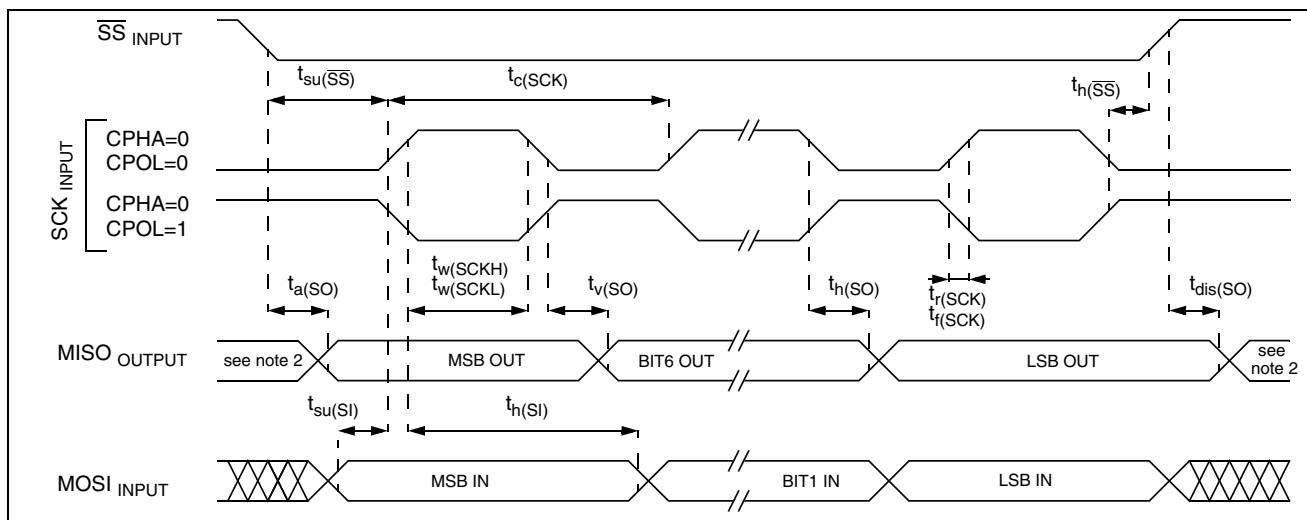 SS INPUT
tsu(SS)
tc(SCK)
th(SS)
SCK INPUT
CPHA=0
CPOL=0
CPHA=0
CPOL=1
ta(SO)
tw(SCKH)
tw(SCKL)
tv(SO)
th(SO)
tr(SCK)
tf(SCK)
tdis(SO)
MISO OUTPUT
see note 2
MSB OUT
BIT6 OUT
LSB OUT
see
note 2
tsu(SI)
th(SI)
MOSI INPUT
MSB IN
BIT1 IN
LSB IN